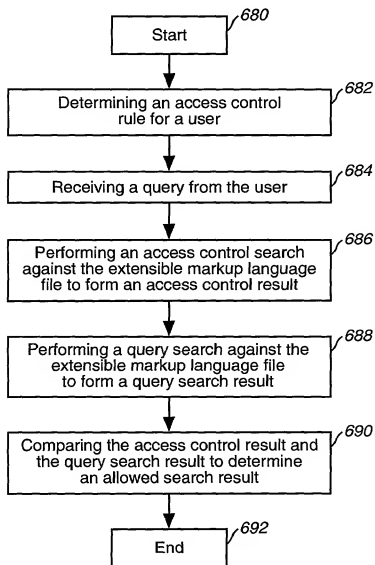 680
Start
682
Determining an access control
rule for a user
684
Receiving a query from the user
686
Performing an access control search
against the extensible markup language
file to form an access control result
688
Performing a query search against the
extensible markup language file
to form a query search result
690
Comparing the access control result and
the query search result to determine
an allowed search result
692
End